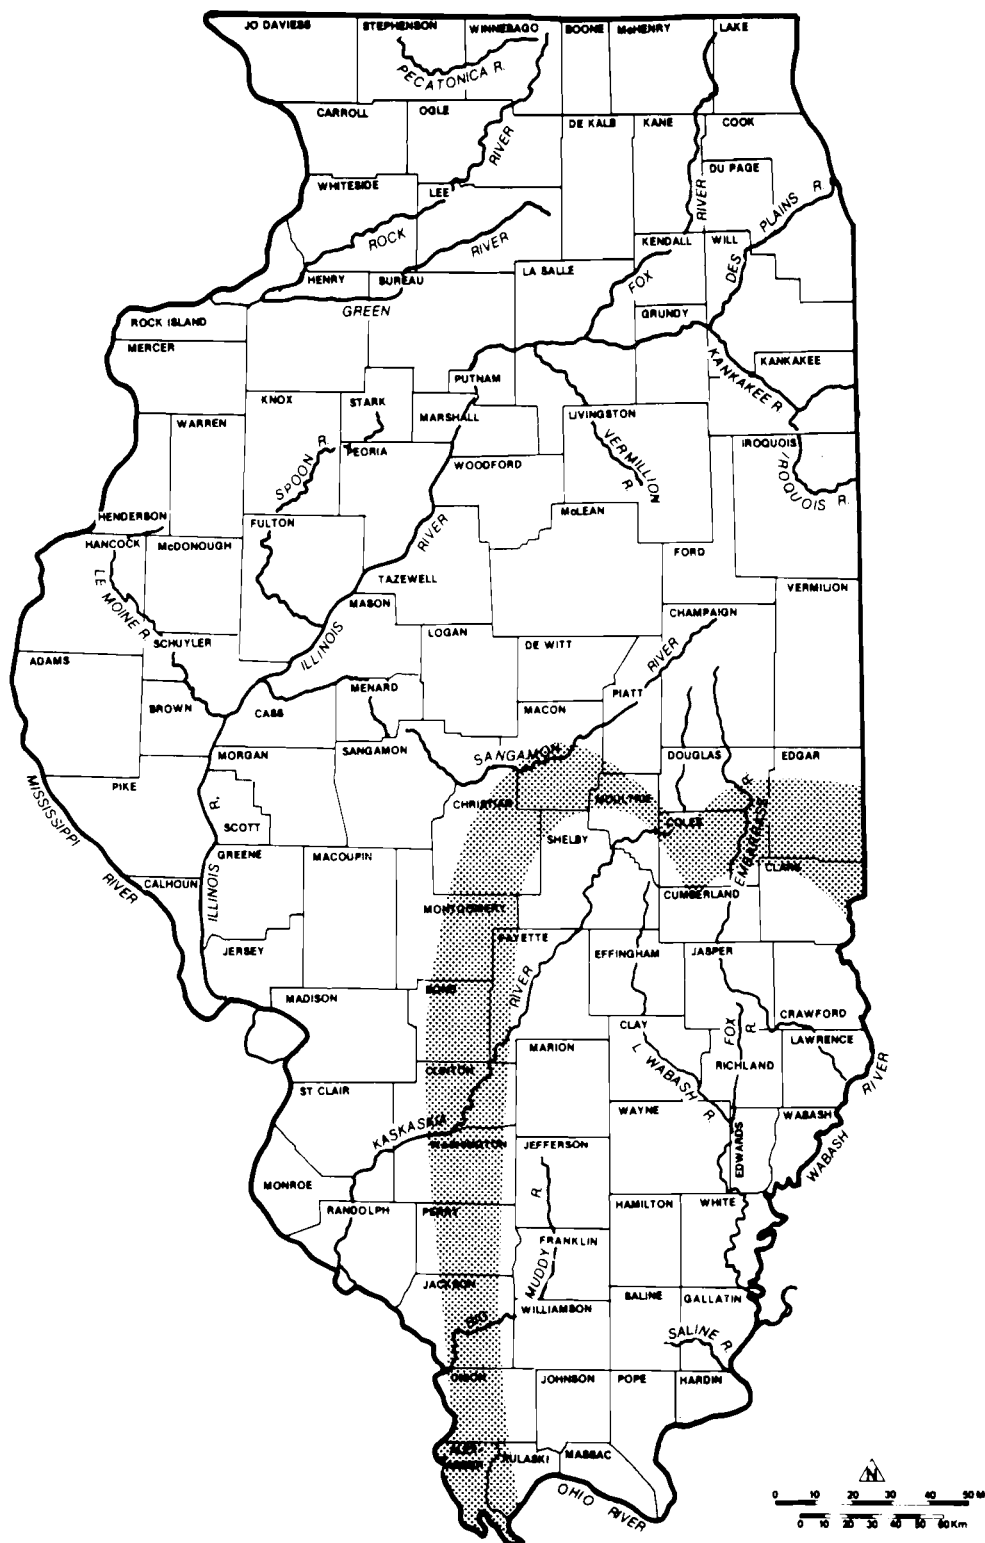 JO DAVIESS
STEPHENSON
WINNEBAGO
BOONE
McHENRY
LAKE
PECATONICA R.
CARROLL
OGLE
DE KALB
KANE
COOK
RIVER
DU PAGE
WHITESIDE
LEE
RIVER
PLAINS R.
ROCK
RIVER
KENDALL
WILL
DES
HENRY
BUREAU
LA SALLE
FOX
GREEN
GRUNDY
ROCK ISLAND
MERCER
KANKAKEE
KANKAKEE R.
PUTNAM
KNOX
STARK
MARSHALL
LIVINGSTON
WARREN
SPOON R.
PEORIA
WOODFORD
VERMILLION R.
IROQUOIS
IROQUOIS R.
HENDERSON
FULTON
RIVER
McLEAN
HANCOCK
McDONOUGH
FORD
LE MOINE R.
TAZEWELL
VERMILION
MASON
CHAMPAIGN
SCHUYLER
ILLINOIS
LOGAN
DE WITT
RIVER
ADAMS
MENARD
PIATT
BROWN
CASS
MACON
MORGAN
SANGAMON
SANGAMON
DOUGLAS
EDGAR
MISSISSIPPI
PIKE
R.
CHRISTIAN
MOULTRIE
R.
SCOTT
SHELBY
COLES
EMBARRASS
GREENE
MACOUPIN
CLARK
RIVER
CALHOUN
ILLINOIS
MONTGOMERY
CUMBERLAND
JERSEY
FAYETTE
EFFINGHAM
JASPER
MADISON
BOND
RIVER
CRAWFORD
CLAY
FOX R.
LAWRENCE
MARION
RICHLAND
RIVER
CLINTON
L. WABASH R.
ST CLAIR
WAYNE
WABASH
KASKASKIA
WASHINGTON
JEFFERSON
EDWARDS
WABASH
MONROE
R.
RANDOLPH
PERRY
HAMILTON
WHITE
FRANKLIN
MUDDY
JACKSON
SALINE
GALLATIN
BIG
WILLIAMSON
SALINE R.
UNION
JOHNSON
POPE
HARDIN
ALEX-
ANDER
PULASKI
MASSAC
OHIO RIVER
N
0 10 20 30 40 50 M
0 10 20 30 40 50 60 Km